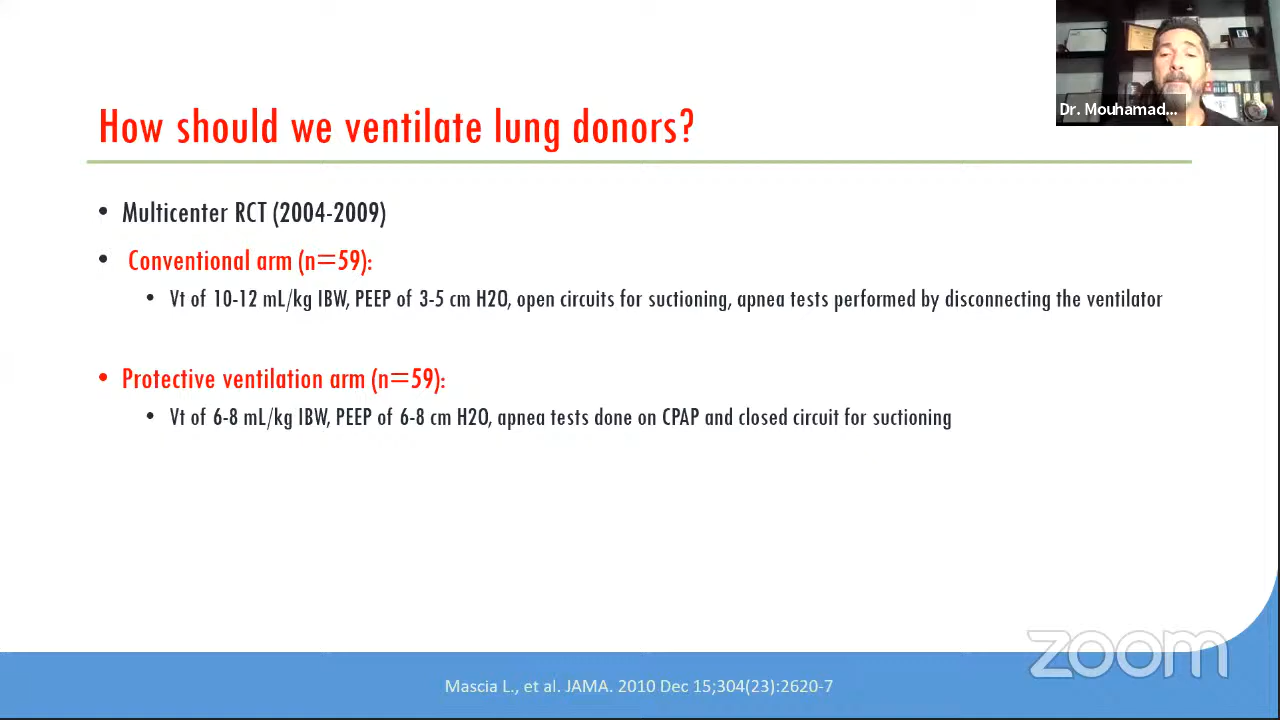 Dr. Mouhamad...
How should we ventilate lung donors?
• Multicenter RCT (2004-2009)
• Conventional arm (n=59):
• Vt of 10-12 mL/kg IBW, PEEP of 3-5 cm H2O, open circuits for suctioning, apnea tests performed by disconnecting the ventilator
• Protective ventilation arm (n=59):
• Vt of 6-8 mL/kg IBW, PEEP of 6-8 cm H2O, apnea tests done on CPAP and closed circuit for suctioning
zoom
Mascia L., et al. JAMA. 2010 Dec 15;304(23):2620-7